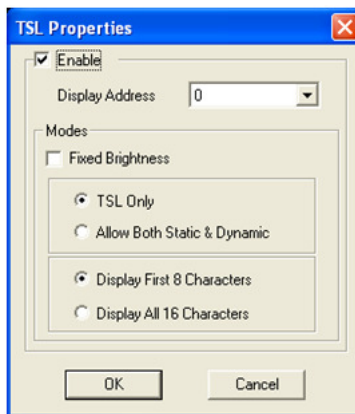 TSL Properties
Enable
Display Address 0
Modes
Fixed Brightness
TSL Only
Allow Both Static & Dynamic
Display First 8 Characters
Display All 16 Characters
OK Cancel